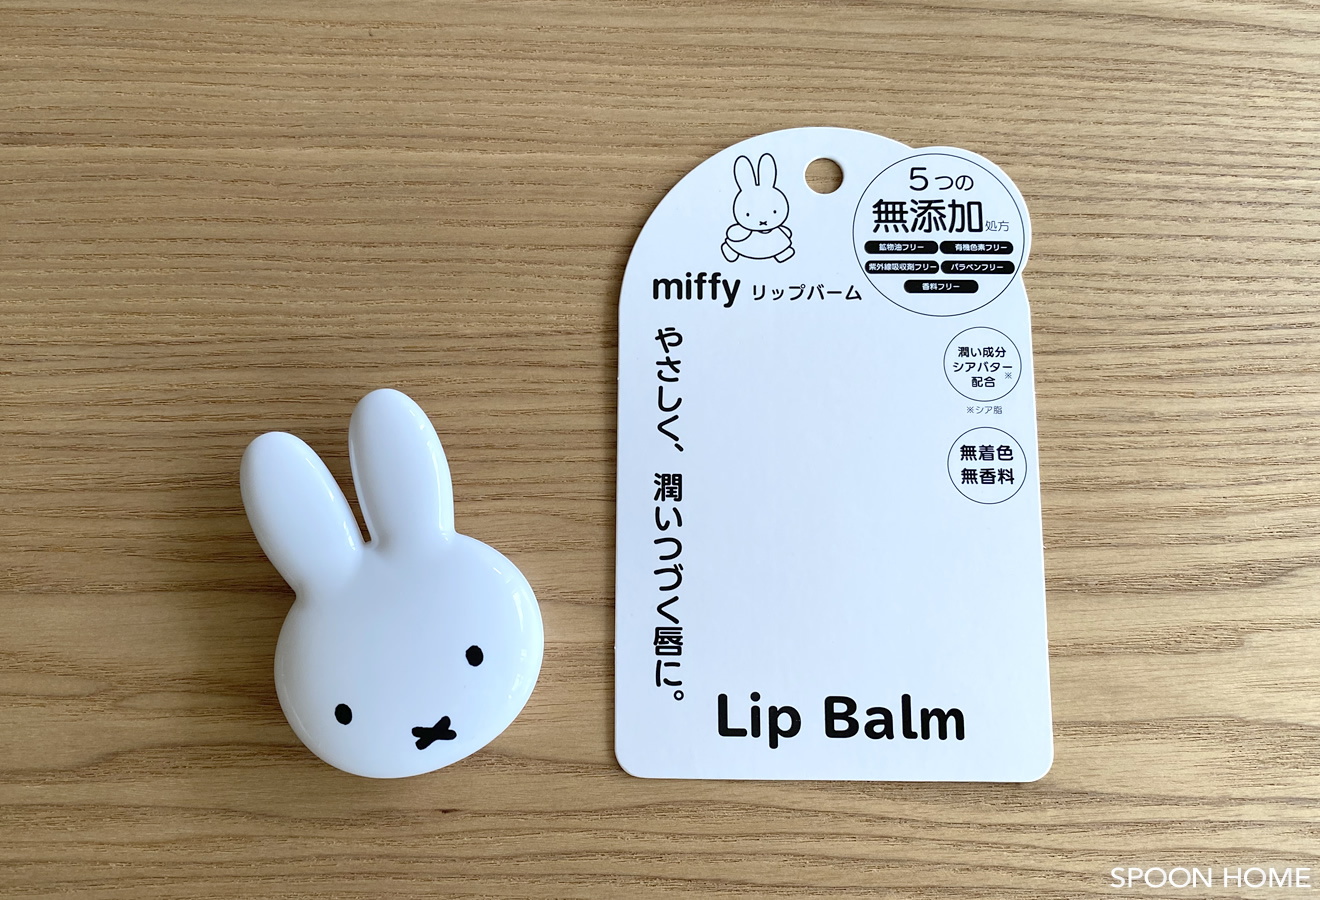 5つの
無添加処方
鉱物油フリー 有機色素フリー
紫外線吸収剤フリー パラベンフリー
香料フリー
miffy リップバーム
やさしく、潤いつづく唇に。
潤い成分
シアバター※
配合
※シア脂
無着色
無香料
Lip Balm
SPOON HOME